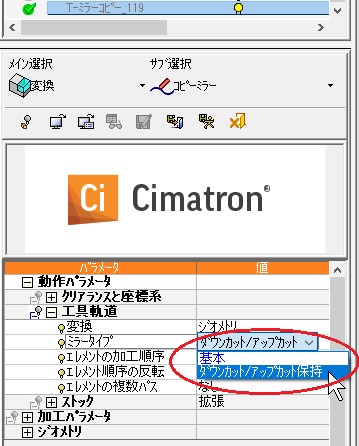 T-ミラーコピー_119
メイン選択
サブ選択
変換
コピーミラー
Ci Cimatron®
パラメータ
値
動作パラメータ
クリアランスと座標系
工具軌道
変換
ジオメトリ
ミラータイプ
ダウンカット/アップカット
エレメントの加工順序
基本
エレメント順序の反転
ダウンカット/アップカット保持
エレメントの複数パス
なし
ストック
拡張
加工パラメータ
ジオメトリ